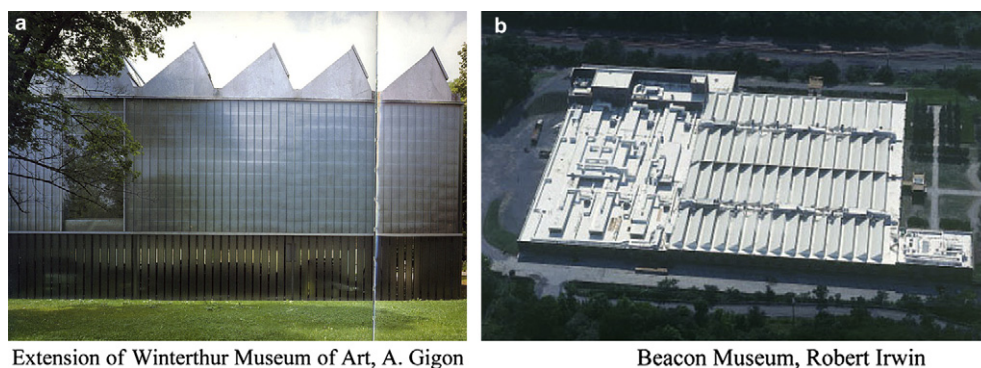 a
b
Extension of Winterthur Museum of Art, A. Gigon
Beacon Museum, Robert Irwin